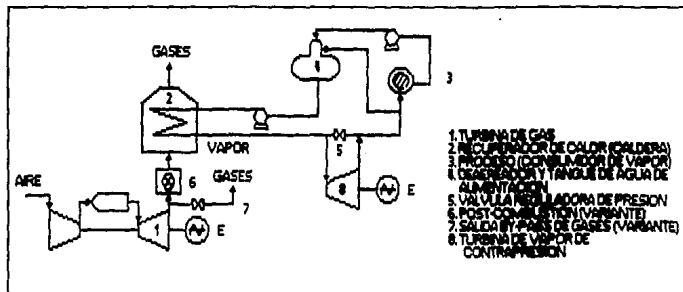 GASES
2
4
3
VAPOR
5
6
GASES
AIRE
8
E
1
E
7
1. TURBINA DE GAS
2. RECUPERADOR DE CALOR (CALDERA)
3. PROCESO (CONSUMIDOR DE VAPOR)
4. DEAEREADOR Y TANQUE DE AGUA DE
ALIMENTACION
5. VALVULA REGULADORA DE PRESION
6. POST-COMBUSTION (VARIANTE)
7. SALIDA BY-PASS DE GASES (VARIANTE)
8. TURBINA DE VAPOR DE
CONTRAPRESION